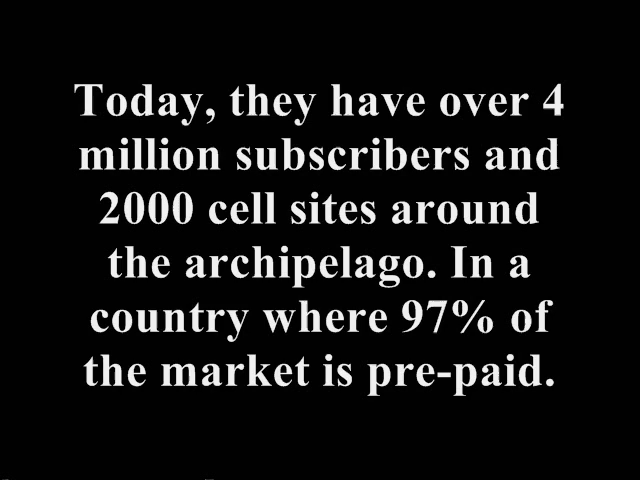 Today, they have over 4
million subscribers and
2000 cell sites around
the archipelago. In a
country where 97% of
the market is pre-paid.